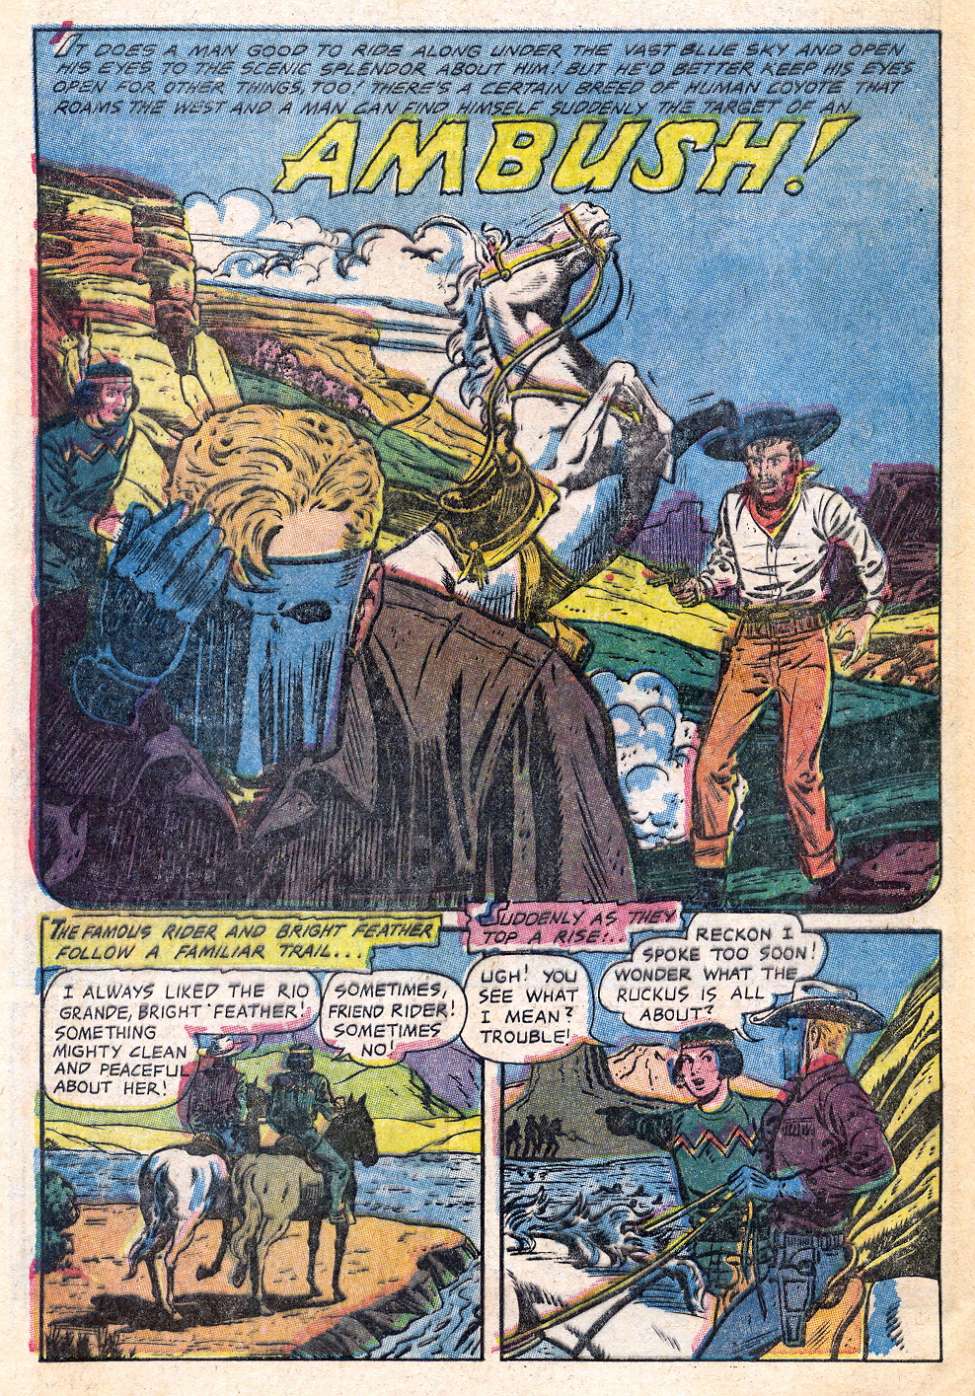 IT DOES A MAN GOOD TO RIDE ALONG UNDER THE VAST BLUE SKY AND OPEN
HIS EYES TO THE SCENIC SPLENDOR ABOUT HIM! BUT HE'D BETTER KEEP HIS EYES
OPEN FOR OTHER THINGS, TOO! THERE'S A CERTAIN BREED OF HUMAN COYOTE THAT
ROAMS THE WEST AND A MAN CAN FIND HIMSELF SUDDENLY THE TARGET OF AN
AMBUSH!
THE FAMOUS RIDER AND BRIGHT FEATHER
FOLLOW A FAMILIAR TRAIL...
I ALWAYS LIKED THE RIO
GRANDE, BRIGHT FEATHER!
SOMETHING
MIGHTY CLEAN
AND PEACEFUL
ABOUT HER!
SOMETIMES,
FRIEND RIDER!
SOMETIMES
NO!
SUDDENLY AS THEY
TOP A RISE...
UGH! YOU
SEE WHAT
I MEAN?
TROUBLE!
RECKON I
SPOKE TOO SOON!
WONDER WHAT THE
RUCKUS IS ALL
ABOUT?